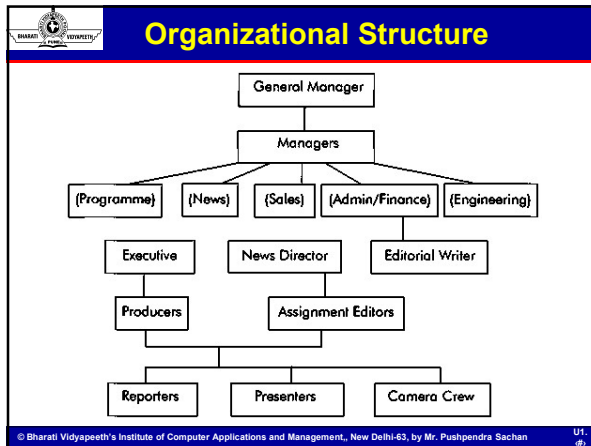 BHARATI VIDYAPEETH
PUNE
Organizational Structure
General Manager
Managers
(Programme) (News) (Sales) (Admin/Finance) (Engineering)
Executive News Director Editorial Writer
Producers Assignment Editors
Reporters Presenters Camera Crew
© Bharati Vidyapeeth's Institute of Computer Applications and Management,, New Delhi-63, by Mr. Pushpendra Sachan U1.
‹#›